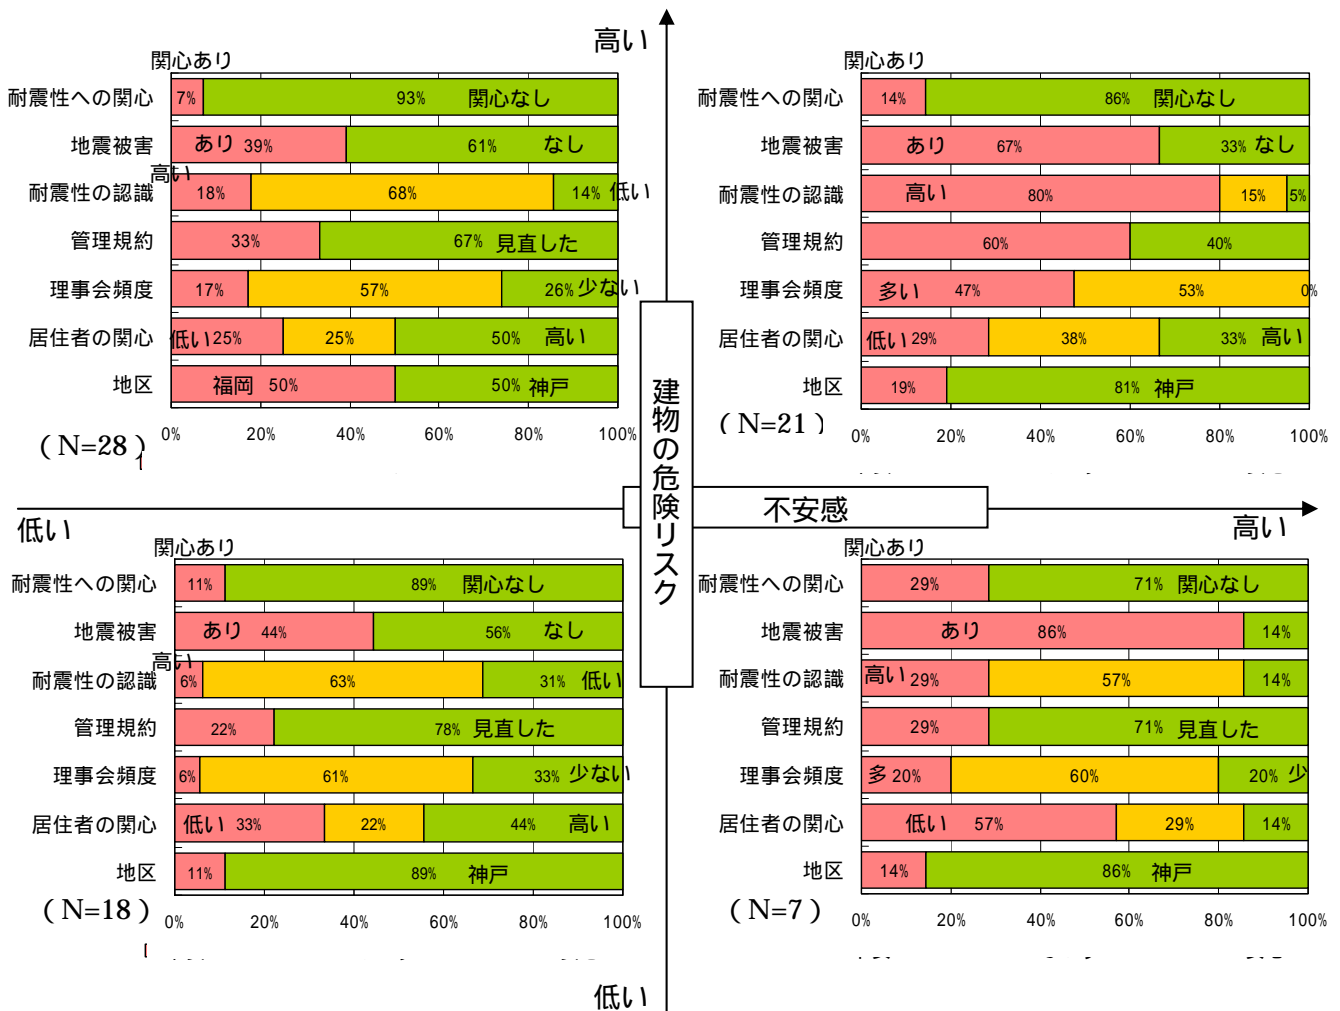 高い
関心あり
耐震性への関心 7% 93% 関心なし
地震被害 あり 39% 61% なし
高い
耐震性の認識 18% 68% 14% 低い
管理規約 33% 67% 見直した
理事会頻度 17% 57% 26% 少ない
居住者の関心 低い 25% 25% 50% 高い
地区 福岡 50% 50% 神戸
0% 20% 40% 60% 80% 100%
（N=28）
関心あり
耐震性への関心 14% 86% 関心なし
地震被害 あり 67% 33% なし
耐震性の認識 高い 80% 15% 5%
管理規約 60% 40%
理事会頻度 多い 47% 53% 0%
居住者の関心 低い 29% 38% 33% 高い
地区 19% 81% 神戸
0% 20% 40% 60% 80% 100%
（N=21）
建物の危険リスク
不安感
低い
高い
関心あり
耐震性への関心 11% 89% 関心なし
地震被害 あり 44% 56% なし
高い
耐震性の認識 6% 63% 31% 低い
管理規約 22% 78% 見直した
理事会頻度 6% 61% 33% 少ない
居住者の関心 低い 33% 22% 44% 高い
地区 11% 89% 神戸
0% 20% 40% 60% 80% 100%
（N=18）
関心あり
耐震性への関心 29% 71% 関心なし
地震被害 あり 86% 14%
耐震性の認識 高い 29% 57% 14%
管理規約 29% 71% 見直した
理事会頻度 多 20% 60% 20% 少
居住者の関心 低い 57% 29% 14%
地区 14% 86% 神戸
0% 20% 40% 60% 80% 100%
（N=7）
低い